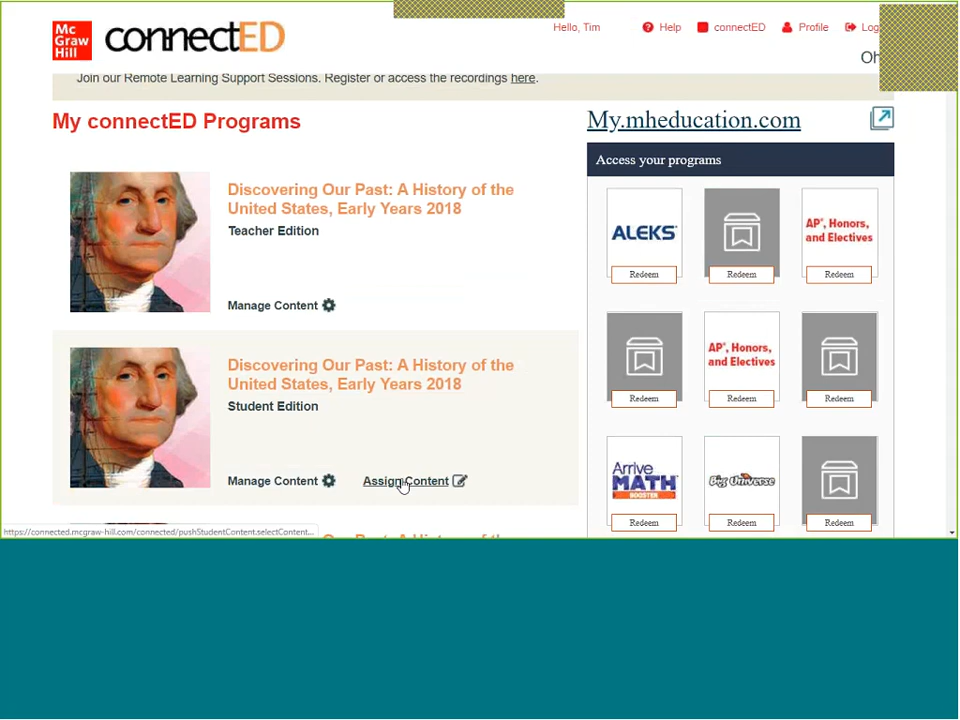 Mc
Graw
Hill
connectED
Hello, Tim
Help
connectED
Profile
Join our Remote Learning Support Sessions. Register or access the recordings here.
My connectED Programs
Discovering Our Past: A History of the
United States, Early Years 2018
Teacher Edition
Manage Content
Discovering Our Past: A History of the
United States, Early Years 2018
Student Edition
Manage Content
Assign Content
https://connected.mcgraw-hill.com/connected/pushStudentContent.selectContent...
My.mheducation.com
Access your programs
ALEKS
Redeem
Redeem
AP®, Honors,
and Electives
Redeem
Redeem
AP®, Honors,
and Electives
Redeem
Redeem
Arrive
MATH
BOOSTER
Redeem
Big Universe
Redeem
Redeem